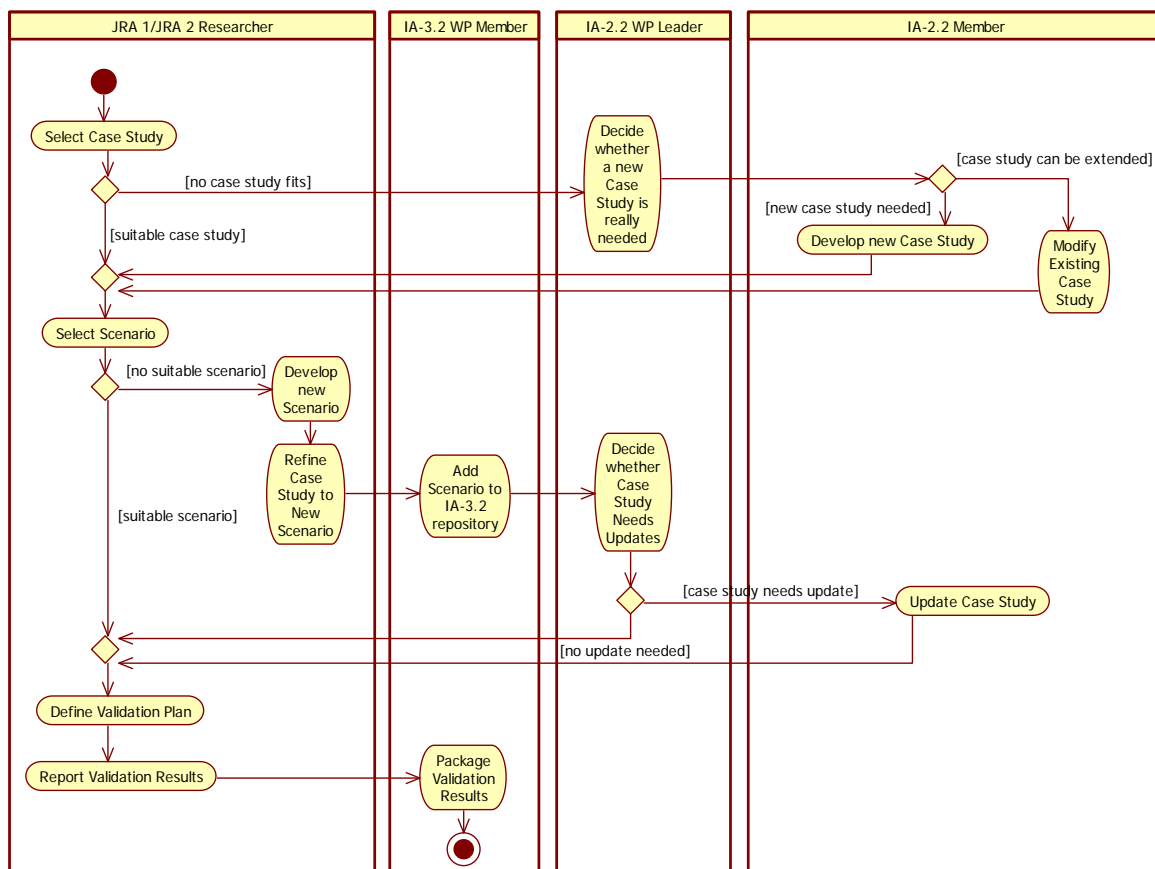 JRA 1/JRA 2 Researcher
IA-3.2 WP Member
IA-2.2 WP Leader
IA-2.2 Member
Select Case Study
[no case study fits]
[suitable case study]
Decide
whether
a new
Case
Study is
really
needed
[case study can be extended]
[new case study needed]
Develop new Case Study
Modify
Existing
Case
Study
Select Scenario
[no suitable scenario]
Develop
new
Scenario
Refine
Case
Study to
New
Scenario
[suitable scenario]
Add
Scenario to
IA-3.2
repository
Decide
whether
Case
Study
Needs
Updates
[case study needs update]
Update Case Study
[no update needed]
Define Validation Plan
Report Validation Results
Package
Validation
Results